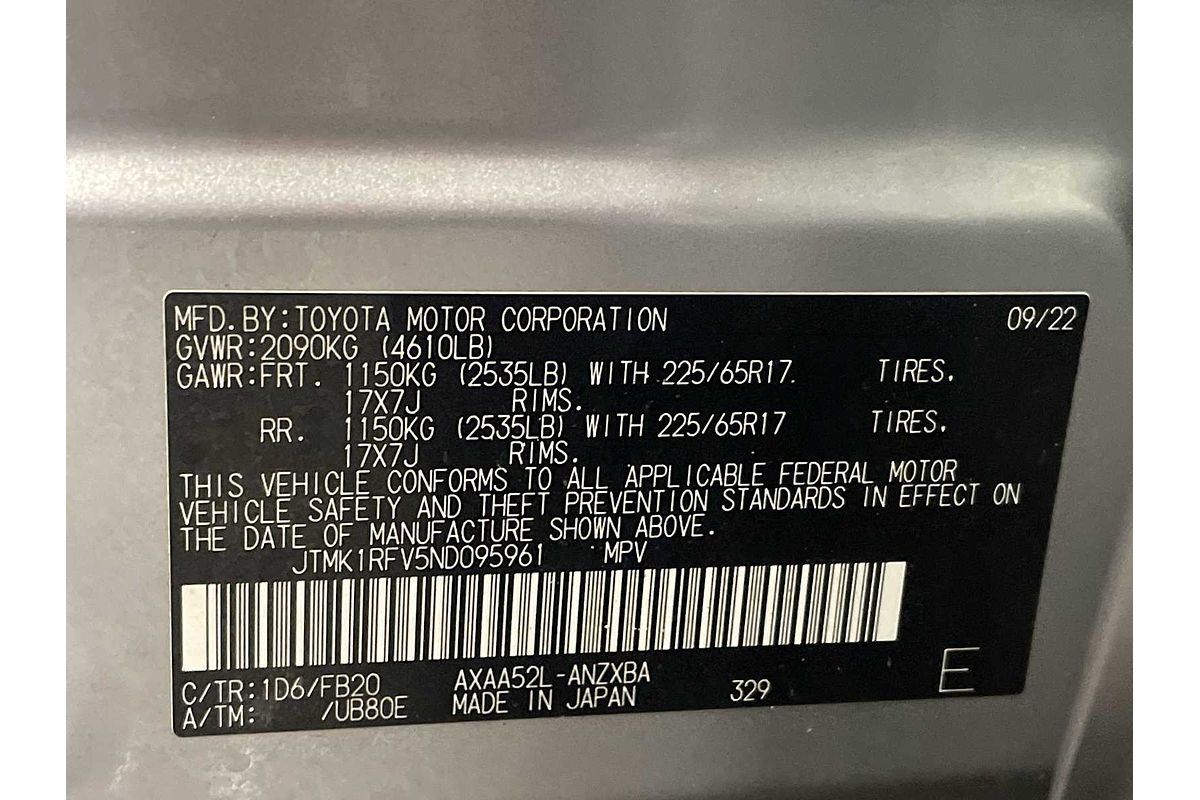 MFD.BY:TOYOTA MOTOR CORPORATION 09/22
GVWR:2090KG (4610LB)
GAWR:FRT. 1150KG (2535LB) WITH 225/65R17 TIRES.
17X7J RIMS.
RR. 1150KG (2535LB) WITH 225/65R17 TIRES.
17X7J RIMS.
THIS VEHICLE CONFORMS TO ALL APPLICABLE FEDERAL MOTOR
VEHICLE SAFETY AND THEFT PREVENTION STANDARDS IN EFFECT ON
THE DATE OF MANUFACTURE SHOWN ABOVE.
JTMK1RFV5ND095961 MPV
C/TR:1D6/FB20 AXAA52L-ANZXBA
A/TM: /UB80E MADE IN JAPAN 329 E